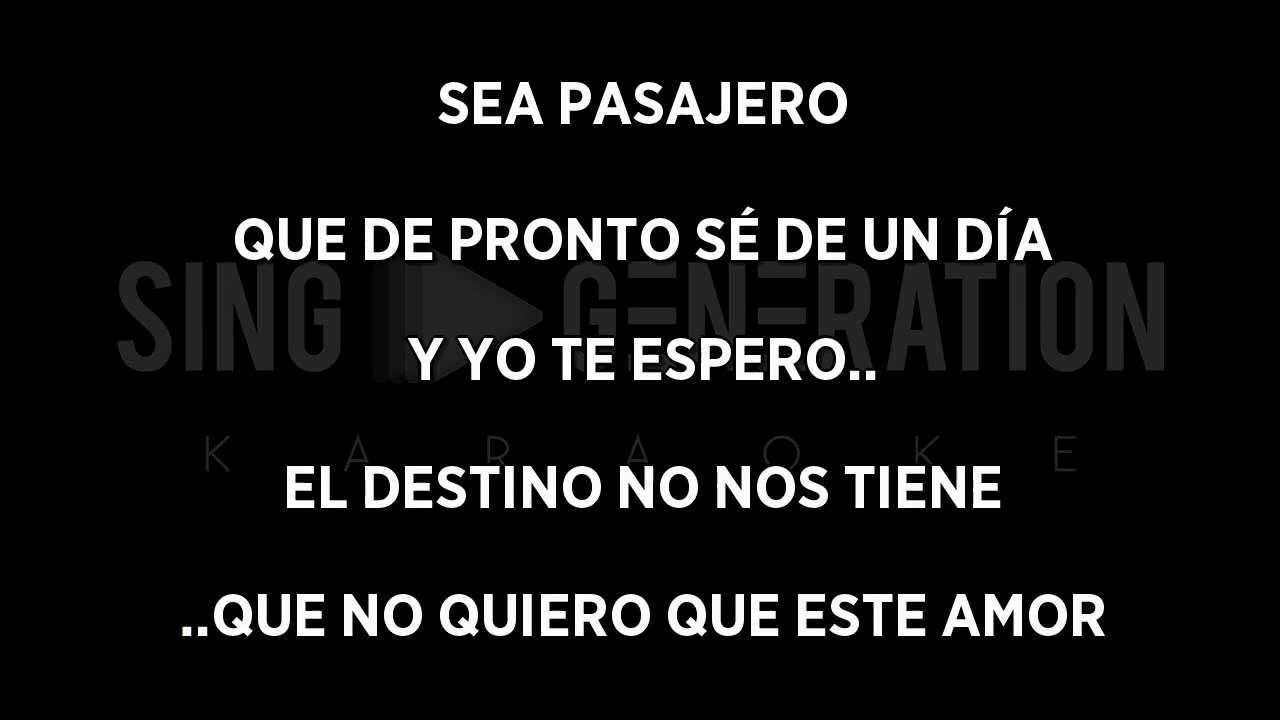 SEA PASAJERO
QUE DE PRONTO SÉ DE UN DÍA
SING GENERATION
Y YO TE ESPERO..
KARAOKE
EL DESTINO NO NOS TIENE
..QUE NO QUIERO QUE ESTE AMOR